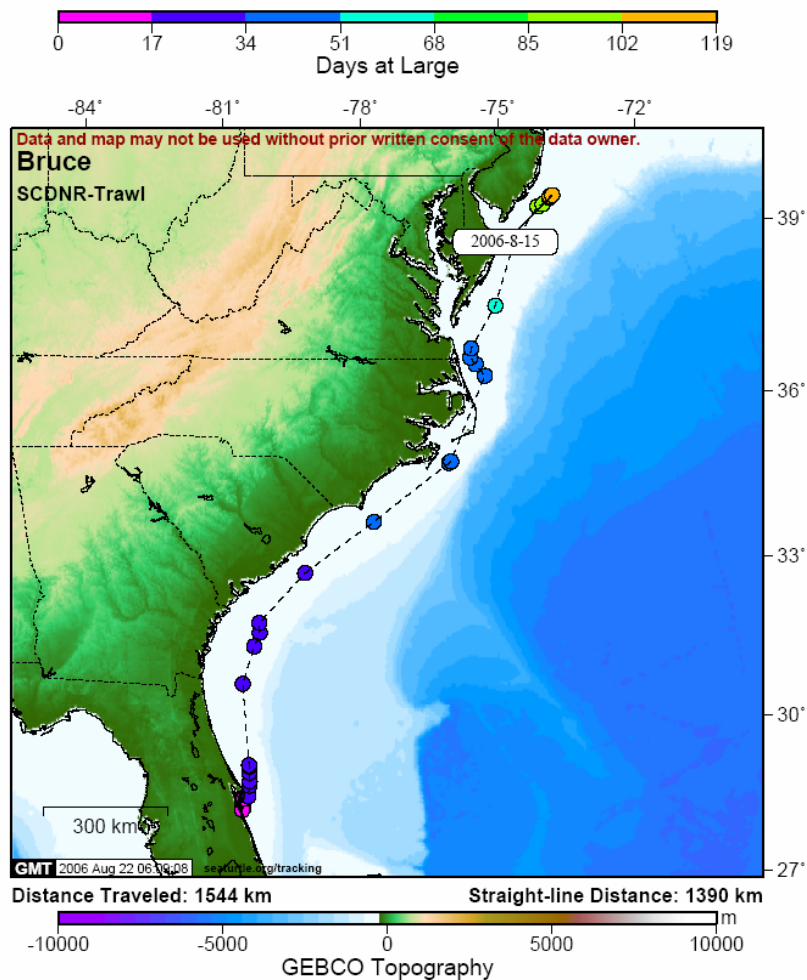 0 17 34 51 68 85 102 119
Days at Large
-84° -81° -78° -75° -72°
Data and map may not be used without prior written consent of the data owner.
Bruce
SCDNR-Trawl
39°
2006-8-15
36°
33°
30°
300 km
27°
GMT 2006 Aug 22 06:09:08 seaturtle.org/tracking
Distance Traveled: 1544 km Straight-line Distance: 1390 km
m
-10000 -5000 0 5000 10000
GEBCO Topography